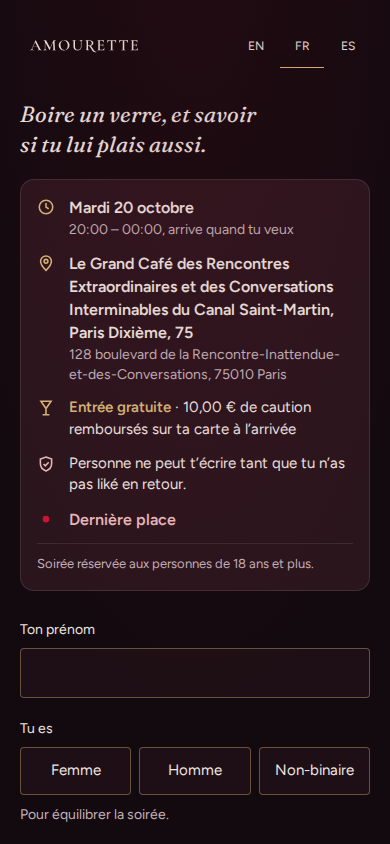 AMOURETTE
EN FR ES
Boire un verre, et savoir
si tu lui plais aussi.
Mardi 20 octobre
20:00 – 00:00, arrive quand tu veux
Le Grand Café des Rencontres
Extraordinaires et des Conversations
Interminables du Canal Saint-Martin,
Paris Dixième, 75
128 boulevard de la Rencontre-Inattendue-
et-des-Conversations, 75010 Paris
Entrée gratuite · 10,00 € de caution
remboursés sur ta carte à l’arrivée
Personne ne peut t’écrire tant que tu n’as
pas liké en retour.
Dernière place
Soirée réservée aux personnes de 18 ans et plus.
Ton prénom
Tu es
Femme Homme Non-binaire
Pour équilibrer la soirée.